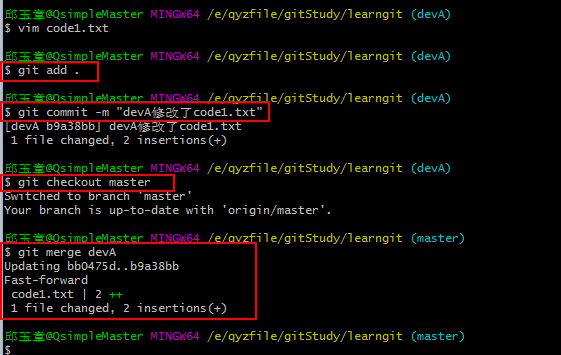 邱玉章@QsimpleMaster MINGW64 /e/qyzfile/gitStudy/learngit (devA)
$ vim code1.txt
邱玉章@QsimpleMaster MINGW64 /e/qyzfile/gitStudy/learngit (devA)
$ git add .
邱玉章@QsimpleMaster MINGW64 /e/qyzfile/gitStudy/learngit (devA)
$ git commit -m "devA修改了code1.txt"
[devA b9a38bb] devA修改了code1.txt
1 file changed, 2 insertions(+)
邱玉章@QsimpleMaster MINGW64 /e/qyzfile/gitStudy/learngit (devA)
$ git checkout master
Switched to branch 'master'
Your branch is up-to-date with 'origin/master'.
邱玉章@QsimpleMaster MINGW64 /e/qyzfile/gitStudy/learngit (master)
$ git merge devA
Updating bb0475d..b9a38bb
Fast-forward
code1.txt | 2 ++
1 file changed, 2 insertions(+)
邱玉章@QsimpleMaster MINGW64 /e/qyzfile/gitStudy/learngit (master)
$